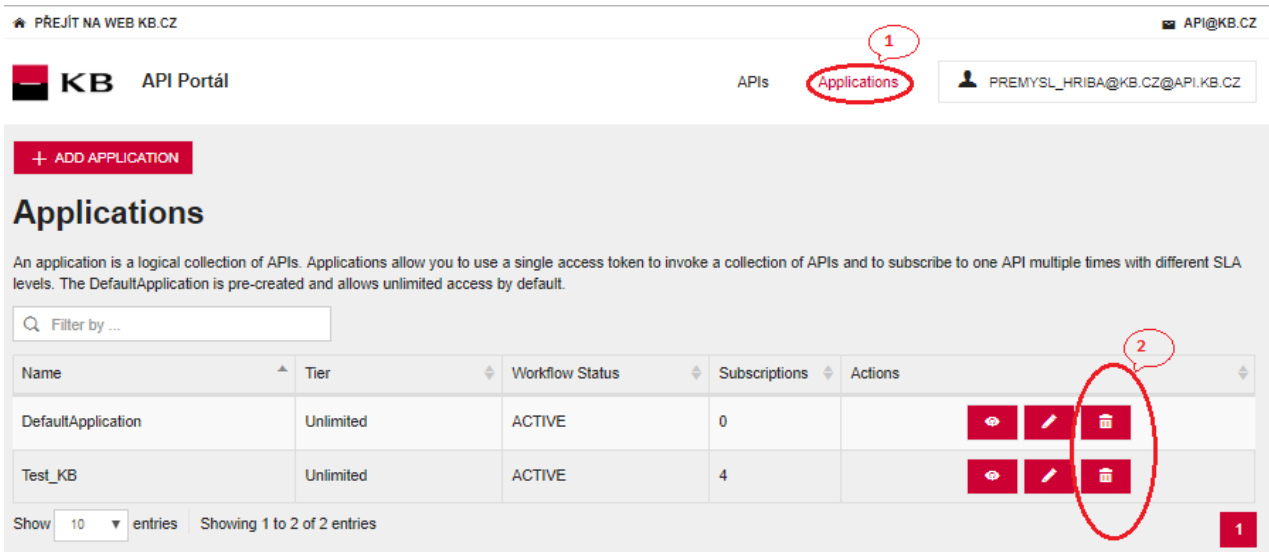 PŘEJÍT NA WEB KB.CZ API@KB.CZ
1
KB API Portál APIs Applications PREMYSL_HRIBA@KB.CZ@API.KB.CZ
+ ADD APPLICATION
Applications
An application is a logical collection of APIs. Applications allow you to use a single access token to invoke a collection of APIs and to subscribe to one API multiple times with different SLA
levels. The DefaultApplication is pre-created and allows unlimited access by default.
Filter by ...
2
Name Tier Workflow Status Subscriptions Actions
DefaultApplication Unlimited ACTIVE 0
Test_KB Unlimited ACTIVE 4
Show 10 entries Showing 1 to 2 of 2 entries 1